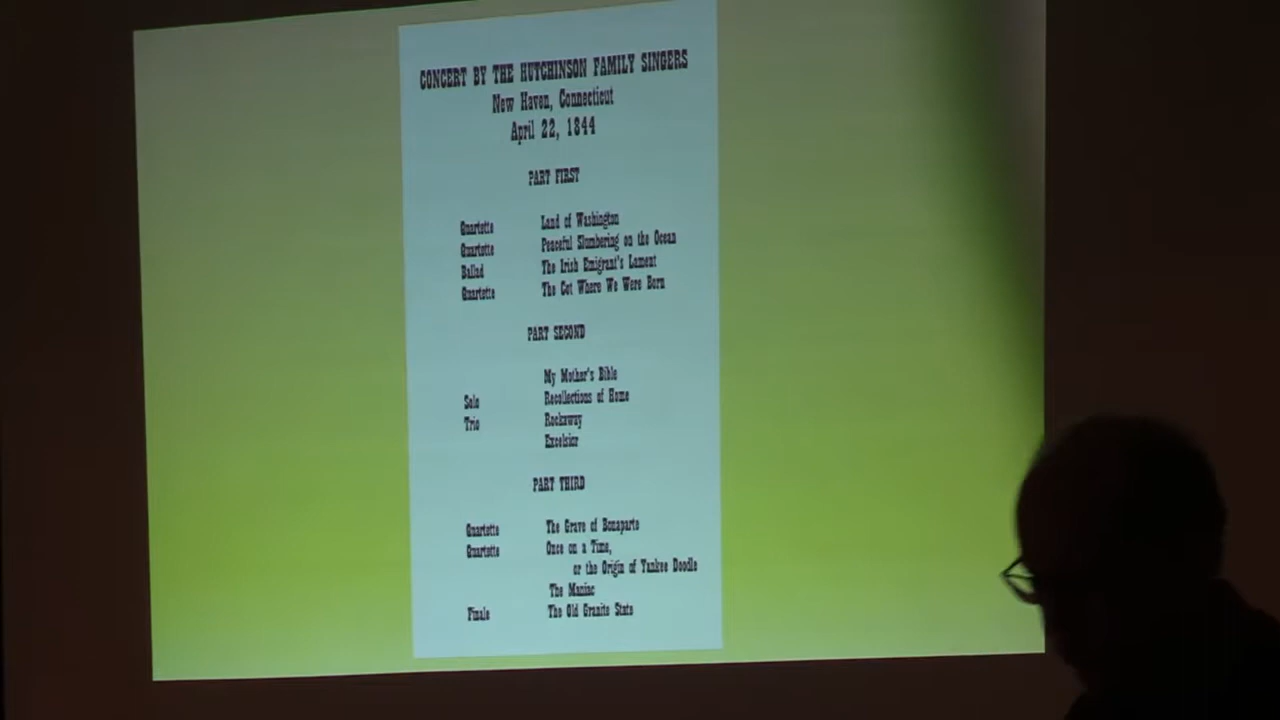 CONCERT BY THE HUTCHINSON FAMILY SINGERS
New Haven, Connecticut
April 22, 1844
PART FIRST
Quartette Land of Washington
Quartette Peaceful Slumbering on the Ocean
Ballad The Irish Emigrant's Lament
Quartette The Cot Where We Were Born
PART SECOND
My Mother's Bible
Solo Recollections of Home
Trio Rockaway
Excelsior
PART THIRD
Quartette The Grave of Bonaparte
Quartette Once on a Time,
or the Origin of Yankee Doodle
The Maniac
Finale The Old Granite State